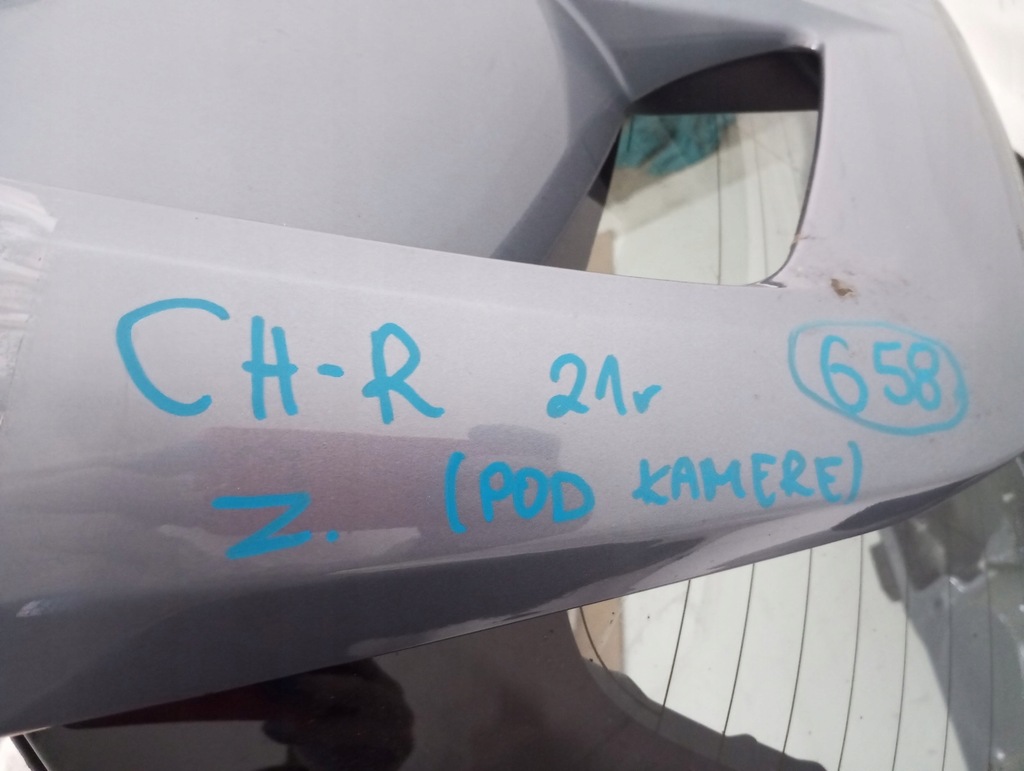 CH-R 21r 658
Z. (POD KAMERE)